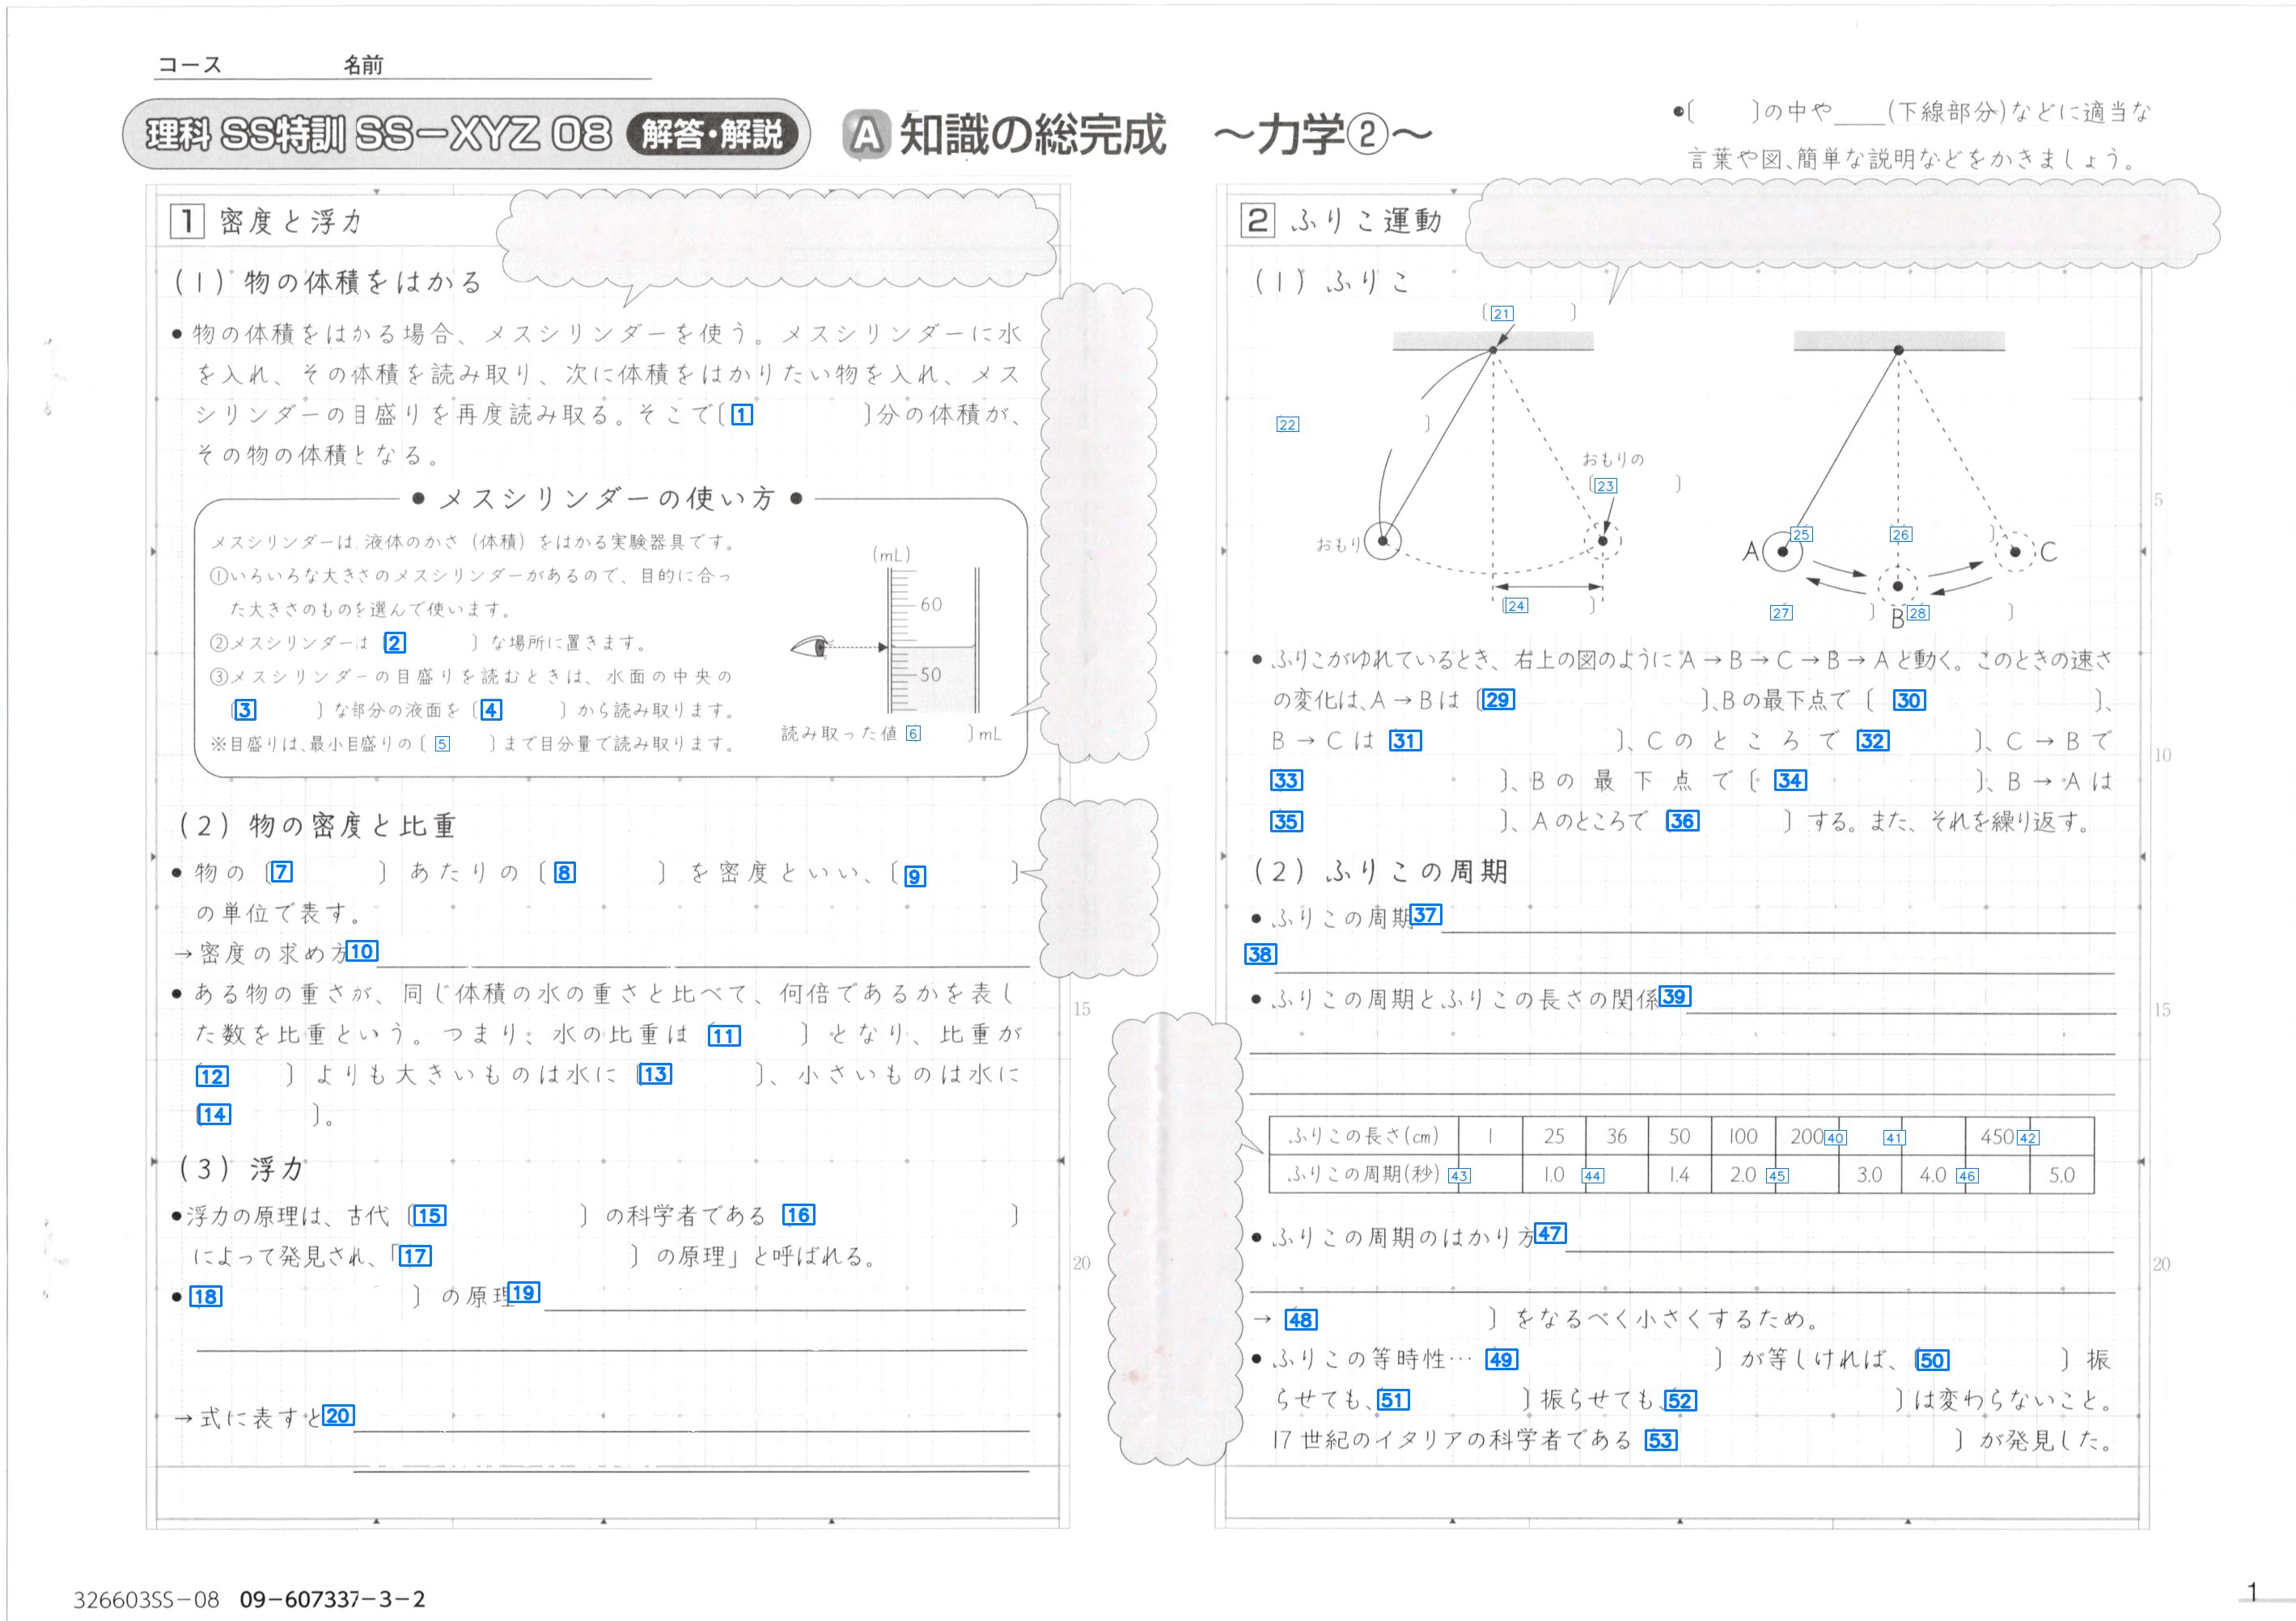 コース　名前
理科 SS特訓 SS－XYZ 08 解答・解説 A 知識の総完成 ～力学②～
●〔　〕の中や＿＿(下線部分)などに適当な
言葉や図、簡単な説明などをかきましょう。
1 密度と浮力
(1) 物の体積をはかる
●物の体積をはかる場合、メスシリンダーを使う。メスシリンダーに水
を入れ、その体積を読み取り、次に体積をはかりたい物を入れ、メス
シリンダーの目盛りを再度読み取る。そこで〔1　〕分の体積が、
その物の体積となる。
●メスシリンダーの使い方●
メスシリンダーは、液体のかさ（体積）をはかる実験器具です。
①いろいろな大きさのメスシリンダーがあるので、目的に合っ
た大きさのものを選んで使います。
②メスシリンダーは〔2　〕な場所に置きます。
③メスシリンダーの目盛りを読むときは、水面の中央の
〔3　〕な部分の液面を〔4　〕から読み取ります。
※目盛りは、最小目盛りの〔5　〕まで目分量で読み取ります。
(mL)
60
50
読み取った値 6　〕mL
(2) 物の密度と比重
●物の〔7　〕あたりの〔8　〕を密度といい、〔9　〕
の単位で表す。
→密度の求め方10
●ある物の重さが、同じ体積の水の重さと比べて、何倍であるかを表し
た数を比重という。つまり、水の比重は 11　〕となり、比重が
12　〕よりも大きいものは水に〔13　〕、小さいものは水に
〔14　〕。
(3) 浮力
●浮力の原理は、古代〔15　〕の科学者である 16　〕
によって発見され、「17　〕の原理」と呼ばれる。
●18　〕の原理19
→式に表すと20
2 ふりこ運動
(1) ふりこ
〔21　〕
22　〕
おもりの
〔23　〕
おもり
〔24　〕
A 25 26 〕 C
27　〕 B 28　〕
●ふりこがゆれているとき、右上の図のようにA→B→C→B→Aと動く。このときの速さ
の変化は、A→Bは〔29　〕、Bの最下点で〔30　〕、
B→Cは 31　〕、Cのところで 32　〕、C→Bで
33　〕、Bの最下点で〔34　〕、B→Aは
35　〕、Aのところで 36　〕する。また、それを繰り返す。
(2) ふりこの周期
●ふりこの周期37
38
●ふりこの周期とふりこの長さの関係39
ふりこの長さ(cm) 1 25 36 50 100 200 40 41 450 42
ふりこの周期(秒) 43 1.0 44 1.4 2.0 45 3.0 4.0 46 5.0
●ふりこの周期のはかり方47
→ 48　〕をなるべく小さくするため。
●ふりこの等時性… 49　〕が等しければ、50　〕振
らせても、51　〕振らせても、52　〕は変わらないこと。
17世紀のイタリアの科学者である 53　〕が発見した。
5
10
15
20
15
20
326603SS－08 09－607337－3－2
1